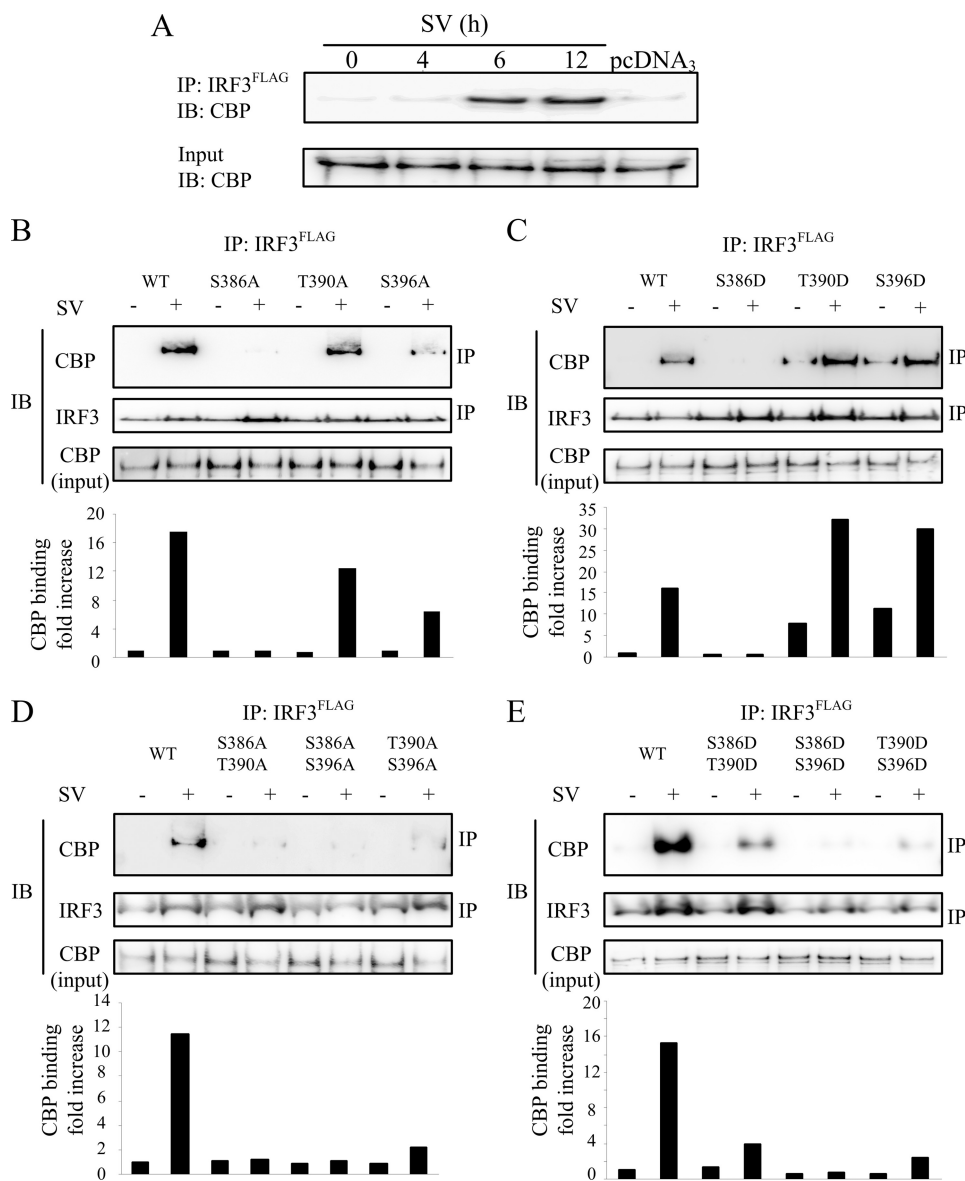 A
SV (h)
0 4 6 12 pcDNA3
IP: IRF3FLAG
IB: CBP
Input
IB: CBP
B
IP: IRF3FLAG
WT S386A T390A S396A
SV - + - + - + - +
CBP IP
IB
IRF3 IP
CBP
(input)
CBP binding
fold increase
20
16
12
8
4
0
C
IP: IRF3FLAG
WT S386D T390D S396D
SV - + - + - + - +
CBP IP
IB
IRF3 IP
CBP
(input)
CBP binding
fold increase
35
30
25
20
15
10
5
0
D
IP: IRF3FLAG
WT
S386A
T390A
S386A
S396A
T390A
S396A
SV - + - + - + - +
CBP IP
IB
IRF3 IP
CBP
(input)
CBP binding
fold increase
14
12
10
8
6
4
2
0
E
IP: IRF3FLAG
WT
S386D
T390D
S386D
S396D
T390D
S396D
SV - + - + - + - +
CBP IP
IB
IRF3 IP
CBP
(input)
CBP binding
fold increase
20
16
12
8
4
0